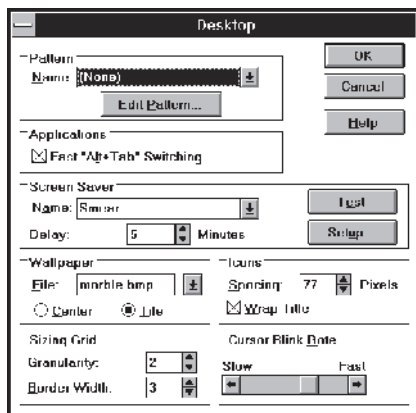 Desktop
Pattern
Name: (None)
Edit Pattern...
OK
Cancel
Help
Applications
Fast "Alt+Tab" Switching
Screen Saver
Name:
Delay: 5 Minutes
Test
Setup
Wallpaper
File: marble.bmp
Center Tile
Icons
Spacing: 77 Pixels
Wrap Title
Sizing Grid
Granularity: 2
Border Width: 3
Cursor Blink Rate
Slow Fast